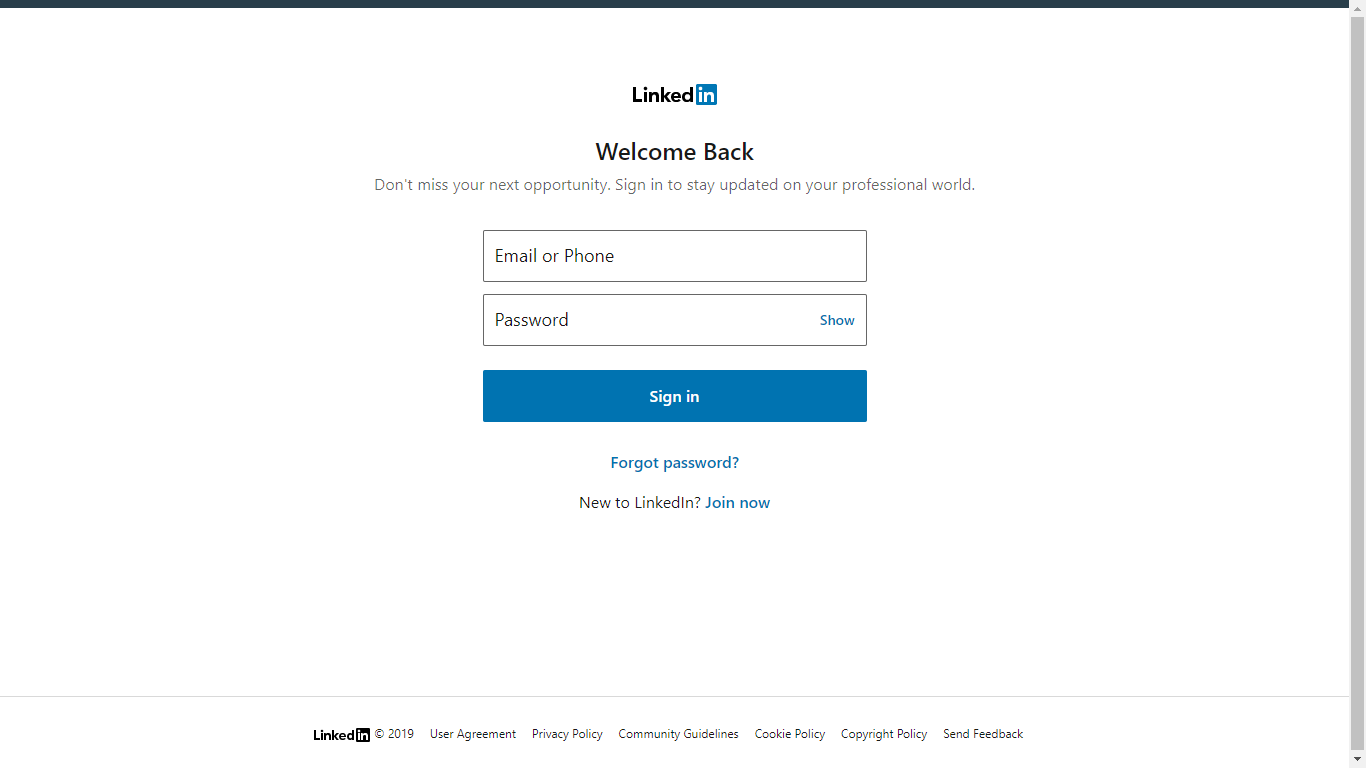 Linkedin
Welcome Back
Don't miss your next opportunity. Sign in to stay updated on your professional world.
Email or Phone
Password Show
Sign in
Forgot password?
New to LinkedIn? Join now
Linkedin © 2019 User Agreement Privacy Policy Community Guidelines Cookie Policy Copyright Policy Send Feedback